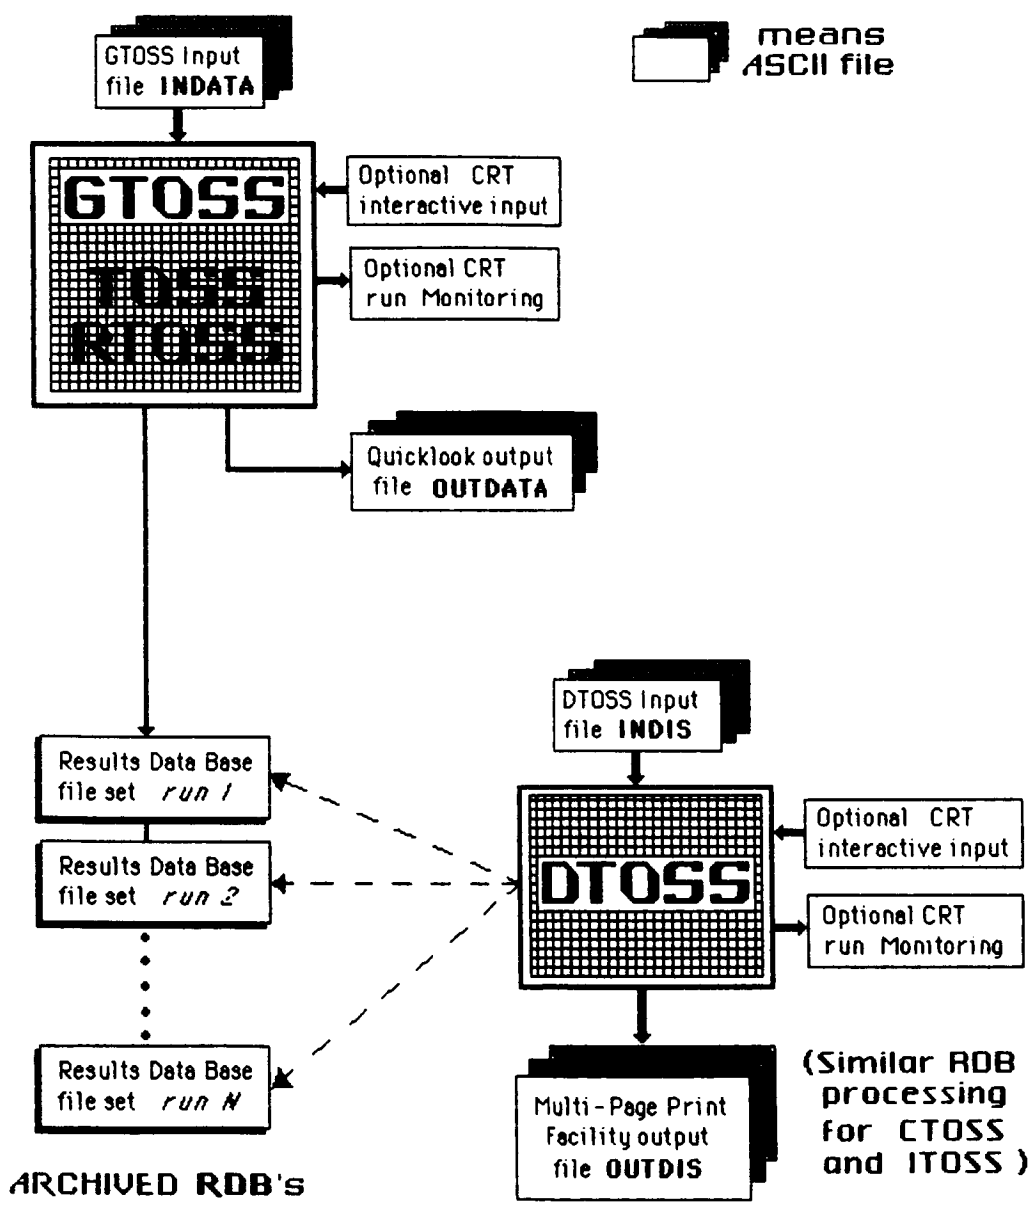 GTOSS Input
file INDATA
means
ASCII file
GTOSS
TOSS
RTOSS
Optional CRT
interactive input
Optional CRT
run Monitoring
Quicklook output
file OUTDATA
DTOSS Input
file INDIS
Results Data Base
file set run 1
Results Data Base
file set run 2
Results Data Base
file set run N
ARCHIVED RDB's
DTOSS
Optional CRT
interactive input
Optional CRT
run Monitoring
Multi-Page Print
Facility output
file OUTDIS
(Similar RDB
processing
for CTOSS
and ITOSS)